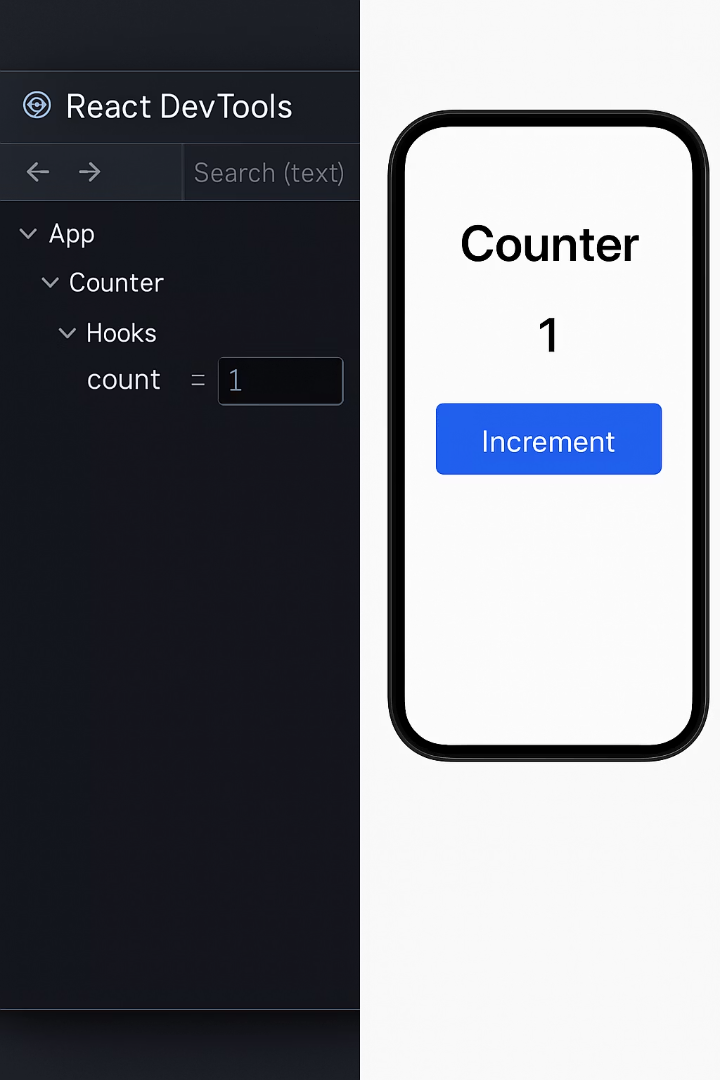 React DevTools
Search (text)
App
Counter
Hooks
count = 1
Counter
1
Increment